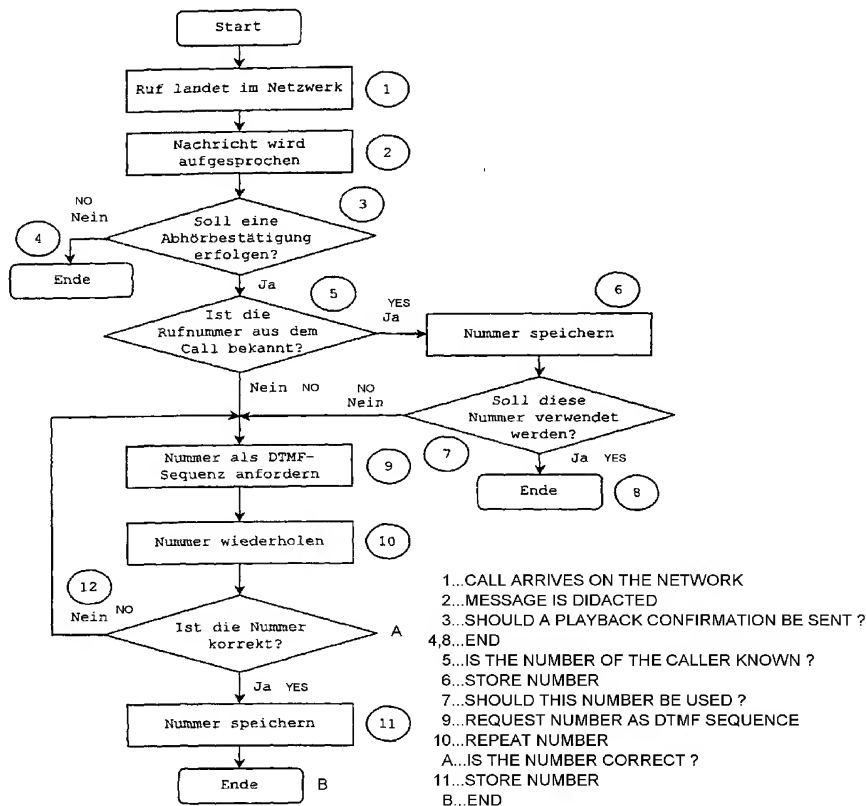 Start
Ruf landet im Netzwerk
1
Nachricht wird
aufgesprochen
2
3
NO
Nein
4
Soll eine
Abhörbestätigung
erfolgen?
Ende
Ja
5
YES
Ja
6
Ist die
Rufnummer aus dem
Call bekannt?
Nummer speichern
Nein NO
NO
Nein
Soll diese
Nummer verwendet
werden?
7
Ja YES
Nummer als DTMF-
Sequenz anfordern
9
Ende
8
Nummer wiederholen
10
12
Nein NO
Ist die Nummer
korrekt?
A
Ja YES
Nummer speichern
11
Ende
B
1...CALL ARRIVES ON THE NETWORK
2...MESSAGE IS DIDACTED
3...SHOULD A PLAYBACK CONFIRMATION BE SENT ?
4,8...END
5...IS THE NUMBER OF THE CALLER KNOWN ?
6...STORE NUMBER
7...SHOULD THIS NUMBER BE USED ?
9...REQUEST NUMBER AS DTMF SEQUENCE
10...REPEAT NUMBER
A...IS THE NUMBER CORRECT ?
11...STORE NUMBER
B...END